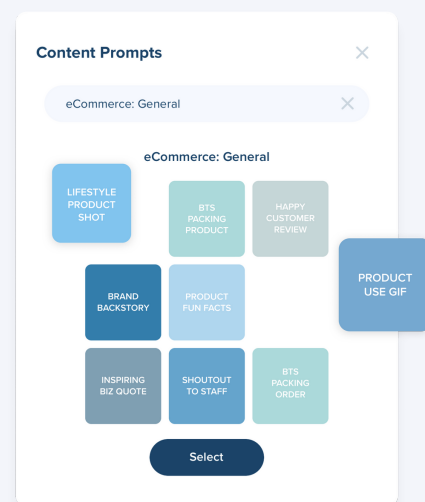 Content Prompts
eCommerce: General
eCommerce: General
LIFESTYLE
PRODUCT
SHOT
BTS
PACKING
PRODUCT
HAPPY
CUSTOMER
REVIEW
BRAND
BACKSTORY
PRODUCT
FUN FACTS
PRODUCT
USE GIF
INSPIRING
BIZ QUOTE
SHOUTOUT
TO STAFF
BTS
PACKING
ORDER
Select